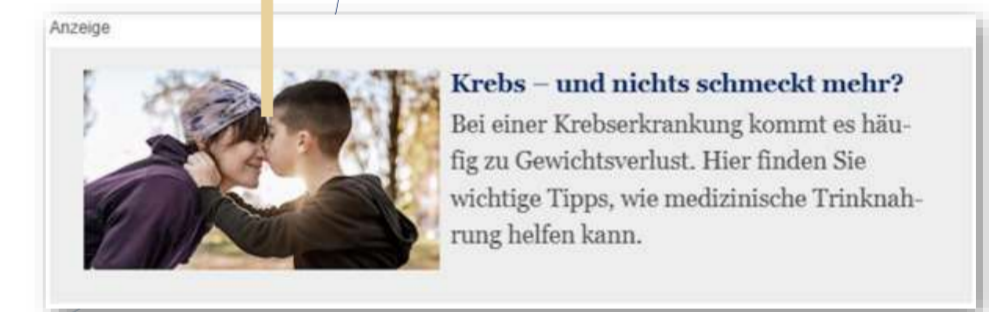 Anzeige
Krebs – und nichts schmeckt mehr?
Bei einer Krebserkrankung kommt es häu-
fig zu Gewichtsverlust. Hier finden Sie
wichtige Tipps, wie medizinische Trinknah-
rung helfen kann.